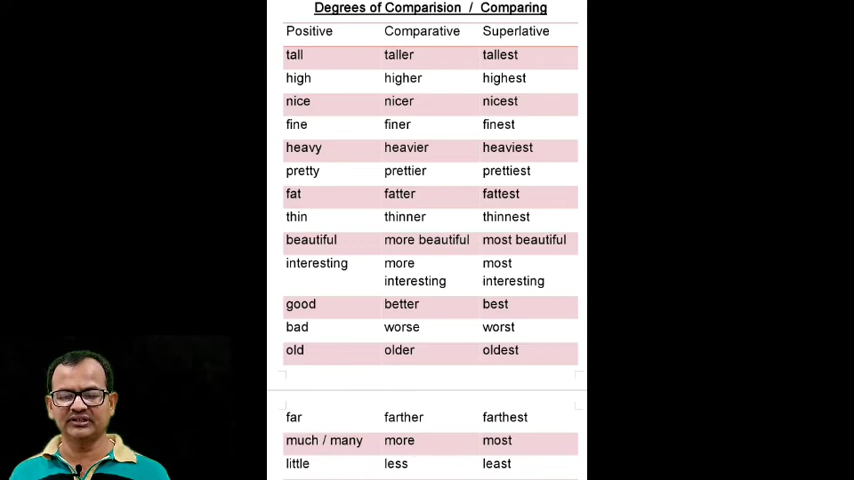 Degrees of Comparision / Comparing
Positive Comparative Superlative
tall taller tallest
high higher highest
nice nicer nicest
fine finer finest
heavy heavier heaviest
pretty prettier prettiest
fat fatter fattest
thin thinner thinnest
beautiful more beautiful most beautiful
interesting more most
interesting interesting
good better best
bad worse worst
old older oldest
far farther farthest
much / many more most
little less least